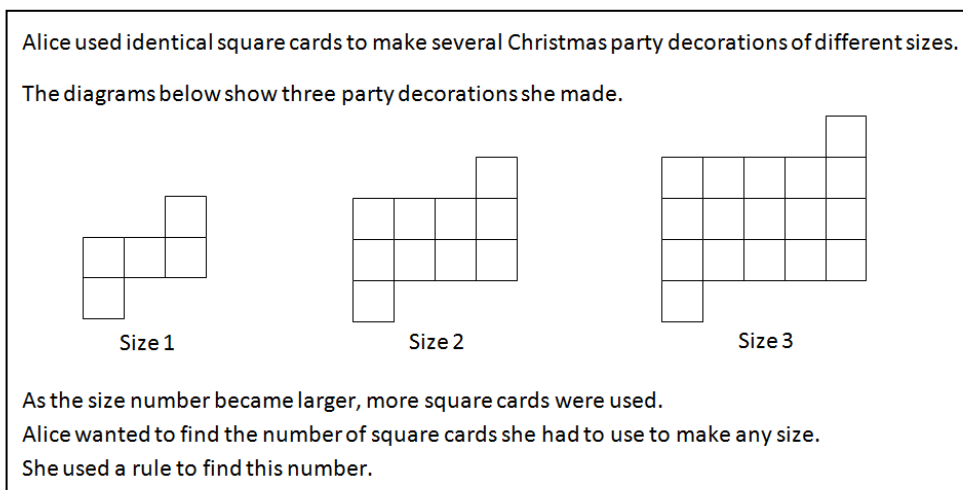 Alice used identical square cards to make several Christmas party decorations of different sizes.
The diagrams below show three party decorations she made.
Size 1
Size 2
Size 3
As the size number became larger, more square cards were used.
Alice wanted to find the number of square cards she had to use to make any size.
She used a rule to find this number.